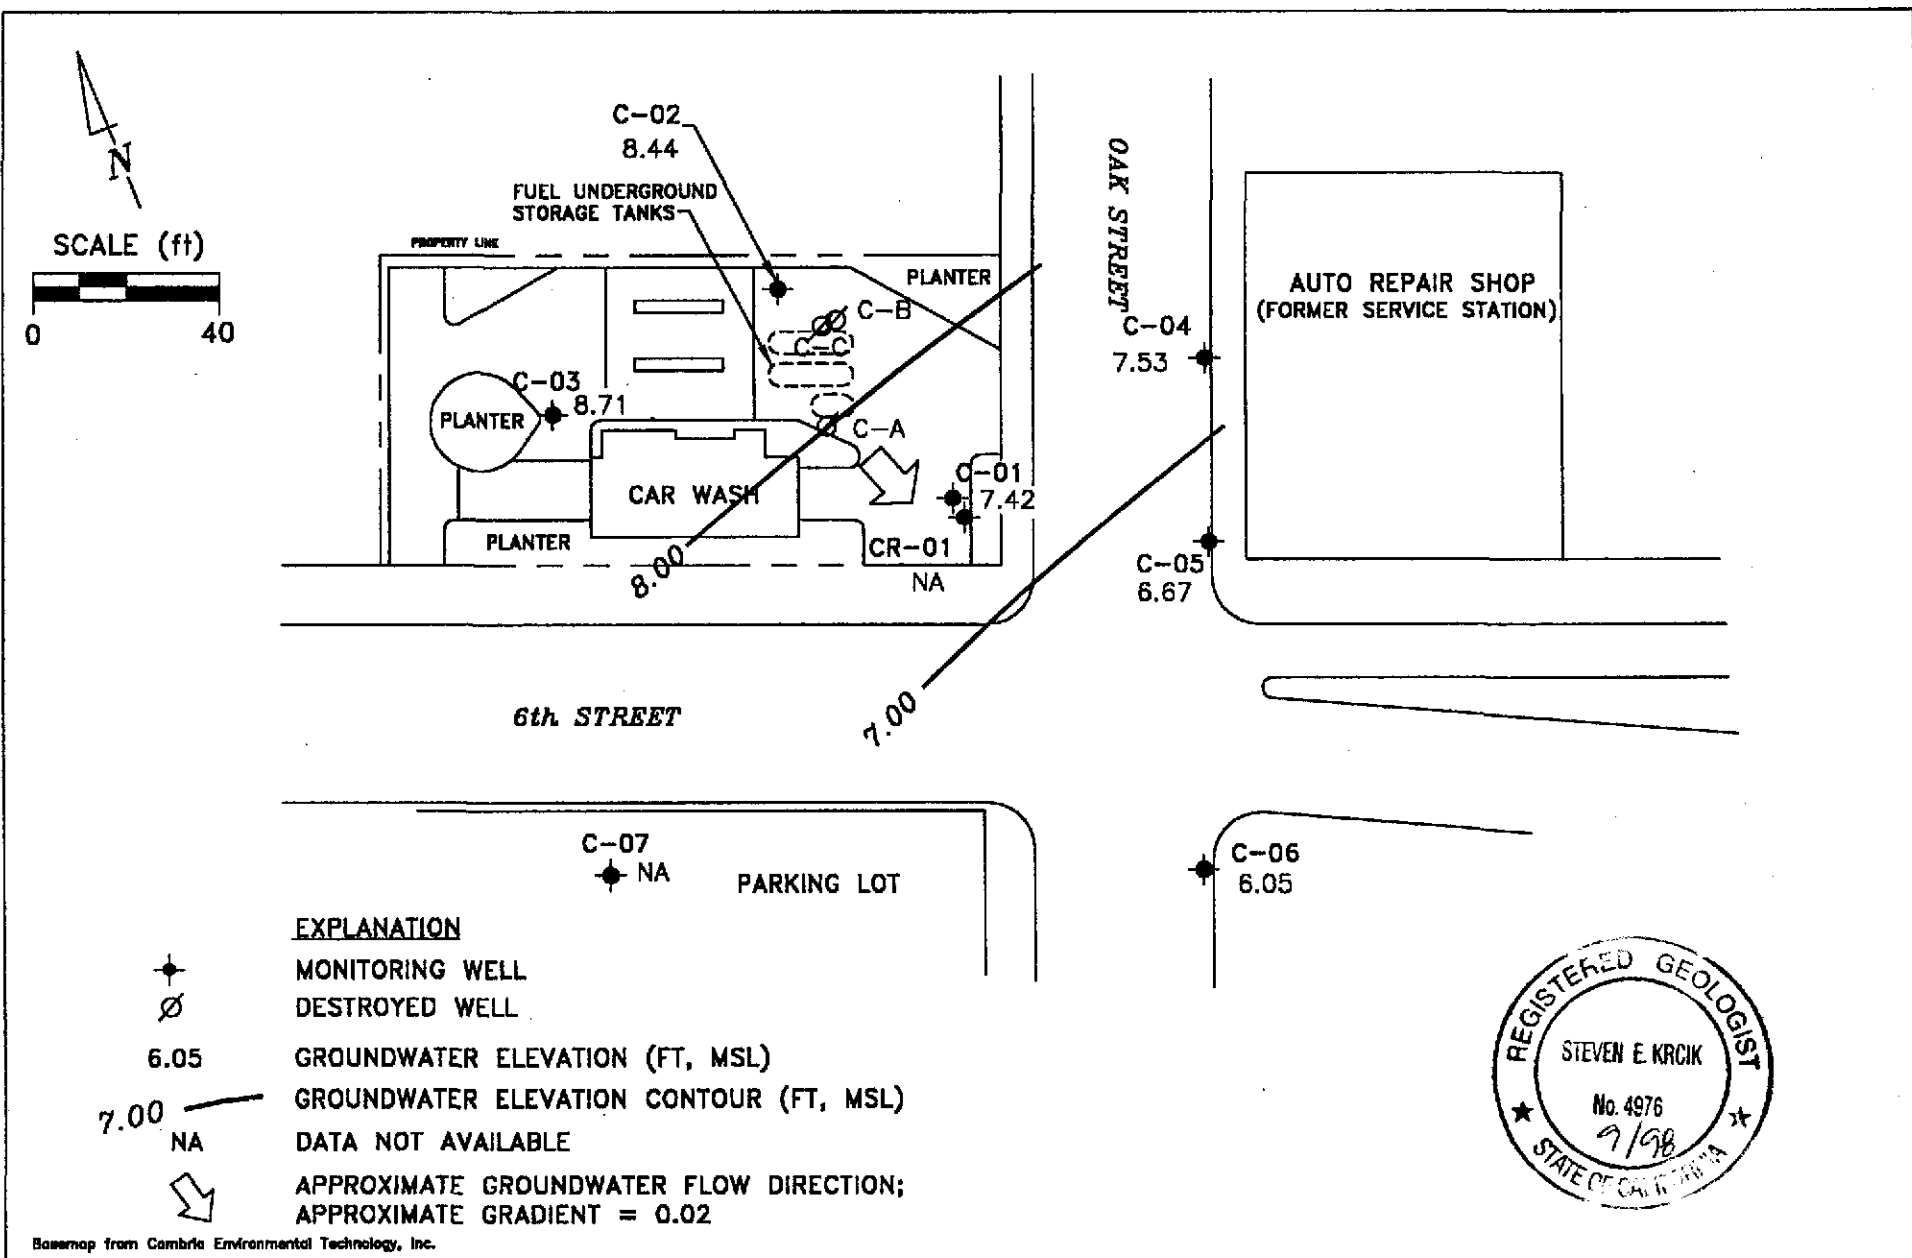 N
SCALE (ft)
0 40
C-02
8.44
FUEL UNDERGROUND
STORAGE TANKS
PROPERTY LINE
PLANTER
C-B
C-C
C-03
8.71
PLANTER
C-A
CAR WASH
C-01
7.42
PLANTER
CR-01
NA
8.00
OAK STREET
C-04
7.53
AUTO REPAIR SHOP
(FORMER SERVICE STATION)
C-05
6.67
7.00
6th STREET
C-07
NA
PARKING LOT
C-06
6.05
EXPLANATION
MONITORING WELL
DESTROYED WELL
6.05 GROUNDWATER ELEVATION (FT, MSL)
7.00 GROUNDWATER ELEVATION CONTOUR (FT, MSL)
NA DATA NOT AVAILABLE
APPROXIMATE GROUNDWATER FLOW DIRECTION;
APPROXIMATE GRADIENT = 0.02
Basemap from Cambria Environmental Technology, Inc.
REGISTERED GEOLOGIST
STEVEN E. KRCIK
No. 4976
9/98
STATE OF CALIFORNIA